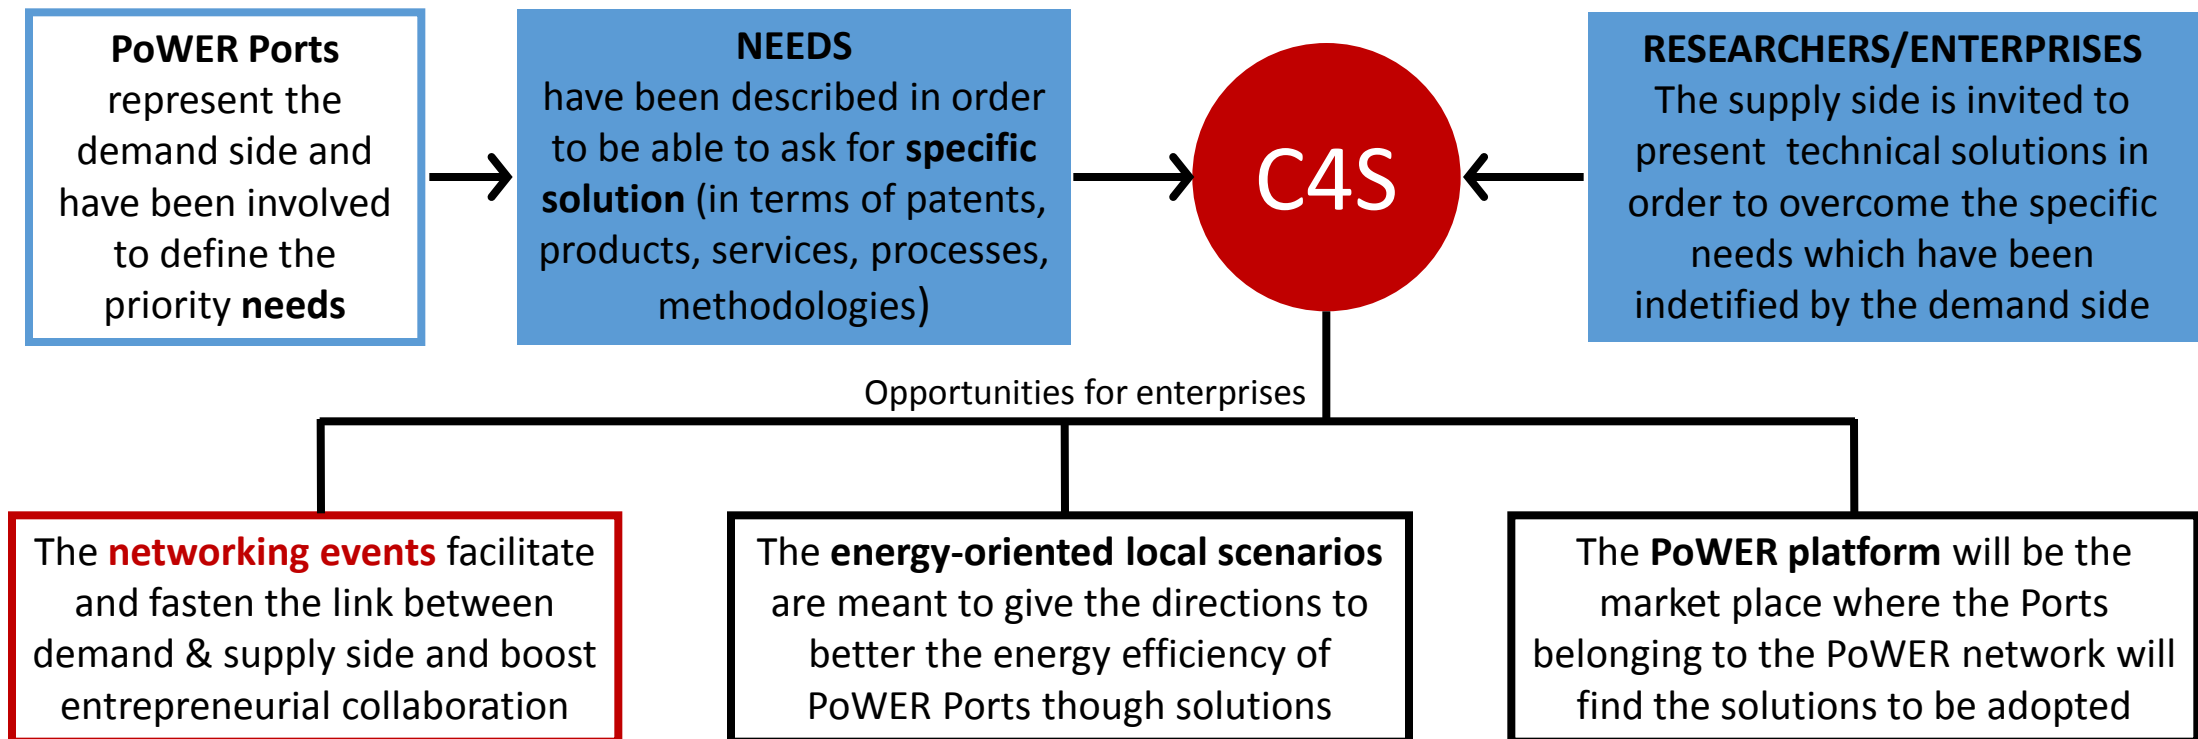 PoWER Ports
represent the
demand side and
have been involved
to define the
priority needs
NEEDS
have been described in order
to be able to ask for specific
solution (in terms of patents,
products, services, processes,
methodologies)
C4S
RESEARCHERS/ENTERPRISES
The supply side is invited to
present technical solutions in
order to overcome the specific
needs which have been
indetified by the demand side
Opportunities for enterprises
The networking events facilitate
and fasten the link between
demand & supply side and boost
entrepreneurial collaboration
The energy-oriented local scenarios
are meant to give the directions to
better the energy efficiency of
PoWER Ports though solutions
The PoWER platform will be the
market place where the Ports
belonging to the PoWER network will
find the solutions to be adopted